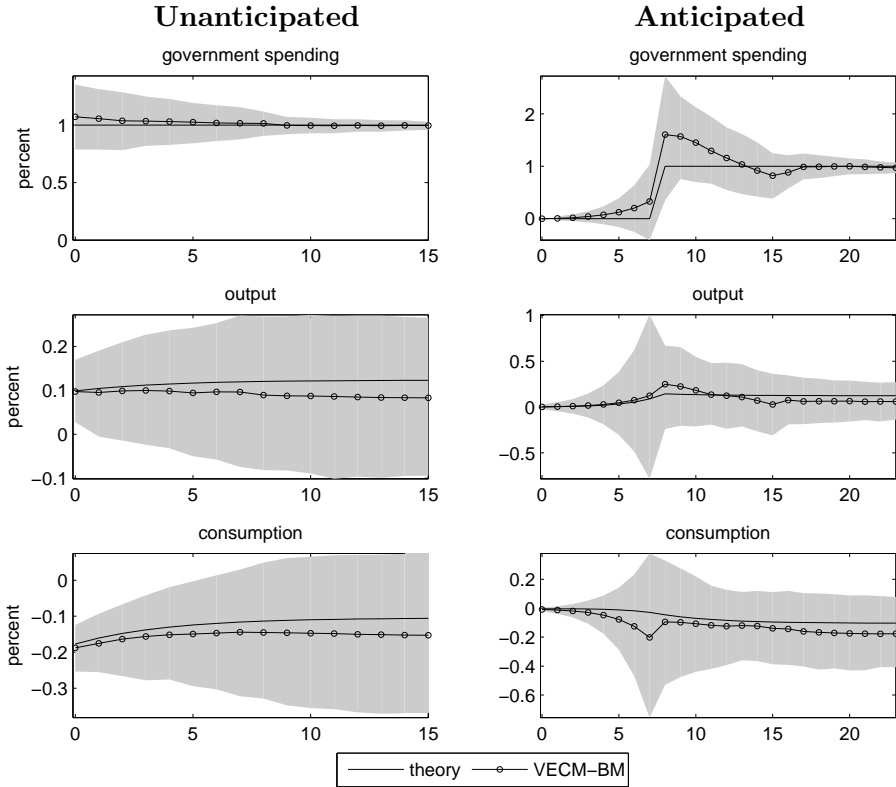 Unanticipated Anticipated
government spending
percent
1
0.5
0
0 5 10 15
government spending
2
1
0
0 5 10 15 20
output
percent
0.2
0.1
0
−0.1
0 5 10 15
output
1
0.5
0
−0.5
0 5 10 15 20
consumption
percent
0
−0.1
−0.2
−0.3
0 5 10 15
consumption
0.2
0
−0.2
−0.4
−0.6
0 5 10 15 20
theory VECM−BM